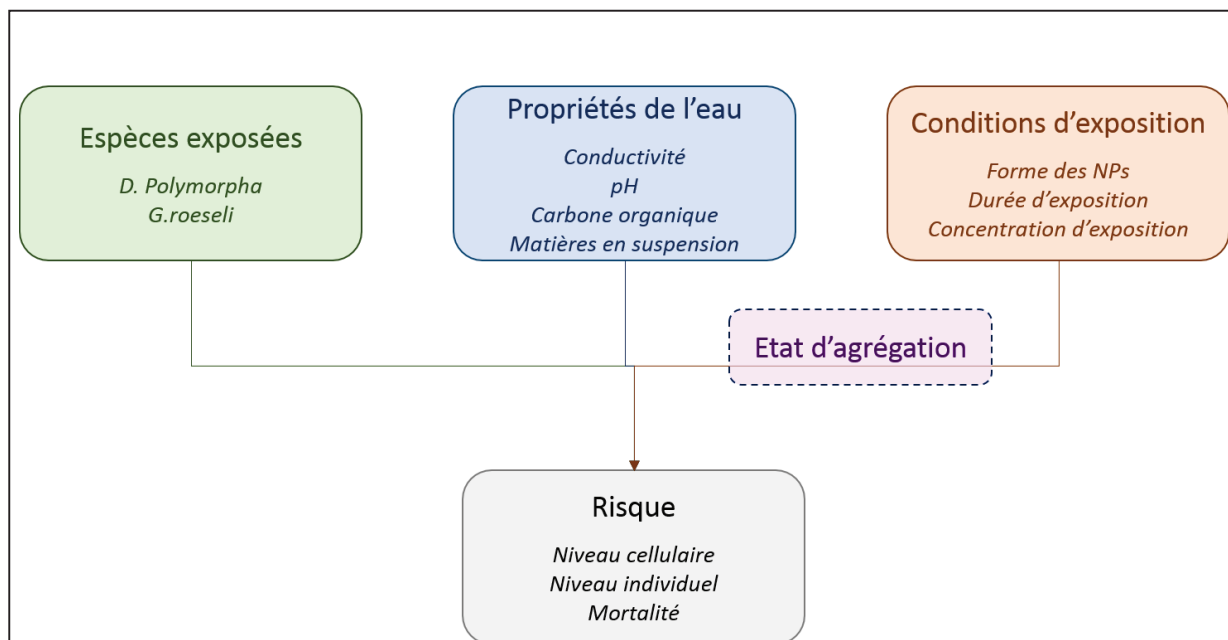 Espèces exposées
D. Polymorpha
G.roeseli
Propriétés de l’eau
Conductivité
pH
Carbone organique
Matières en suspension
Conditions d’exposition
Forme des NPs
Durée d’exposition
Concentration d’exposition
Etat d’agrégation
Risque
Niveau cellulaire
Niveau individuel
Mortalité